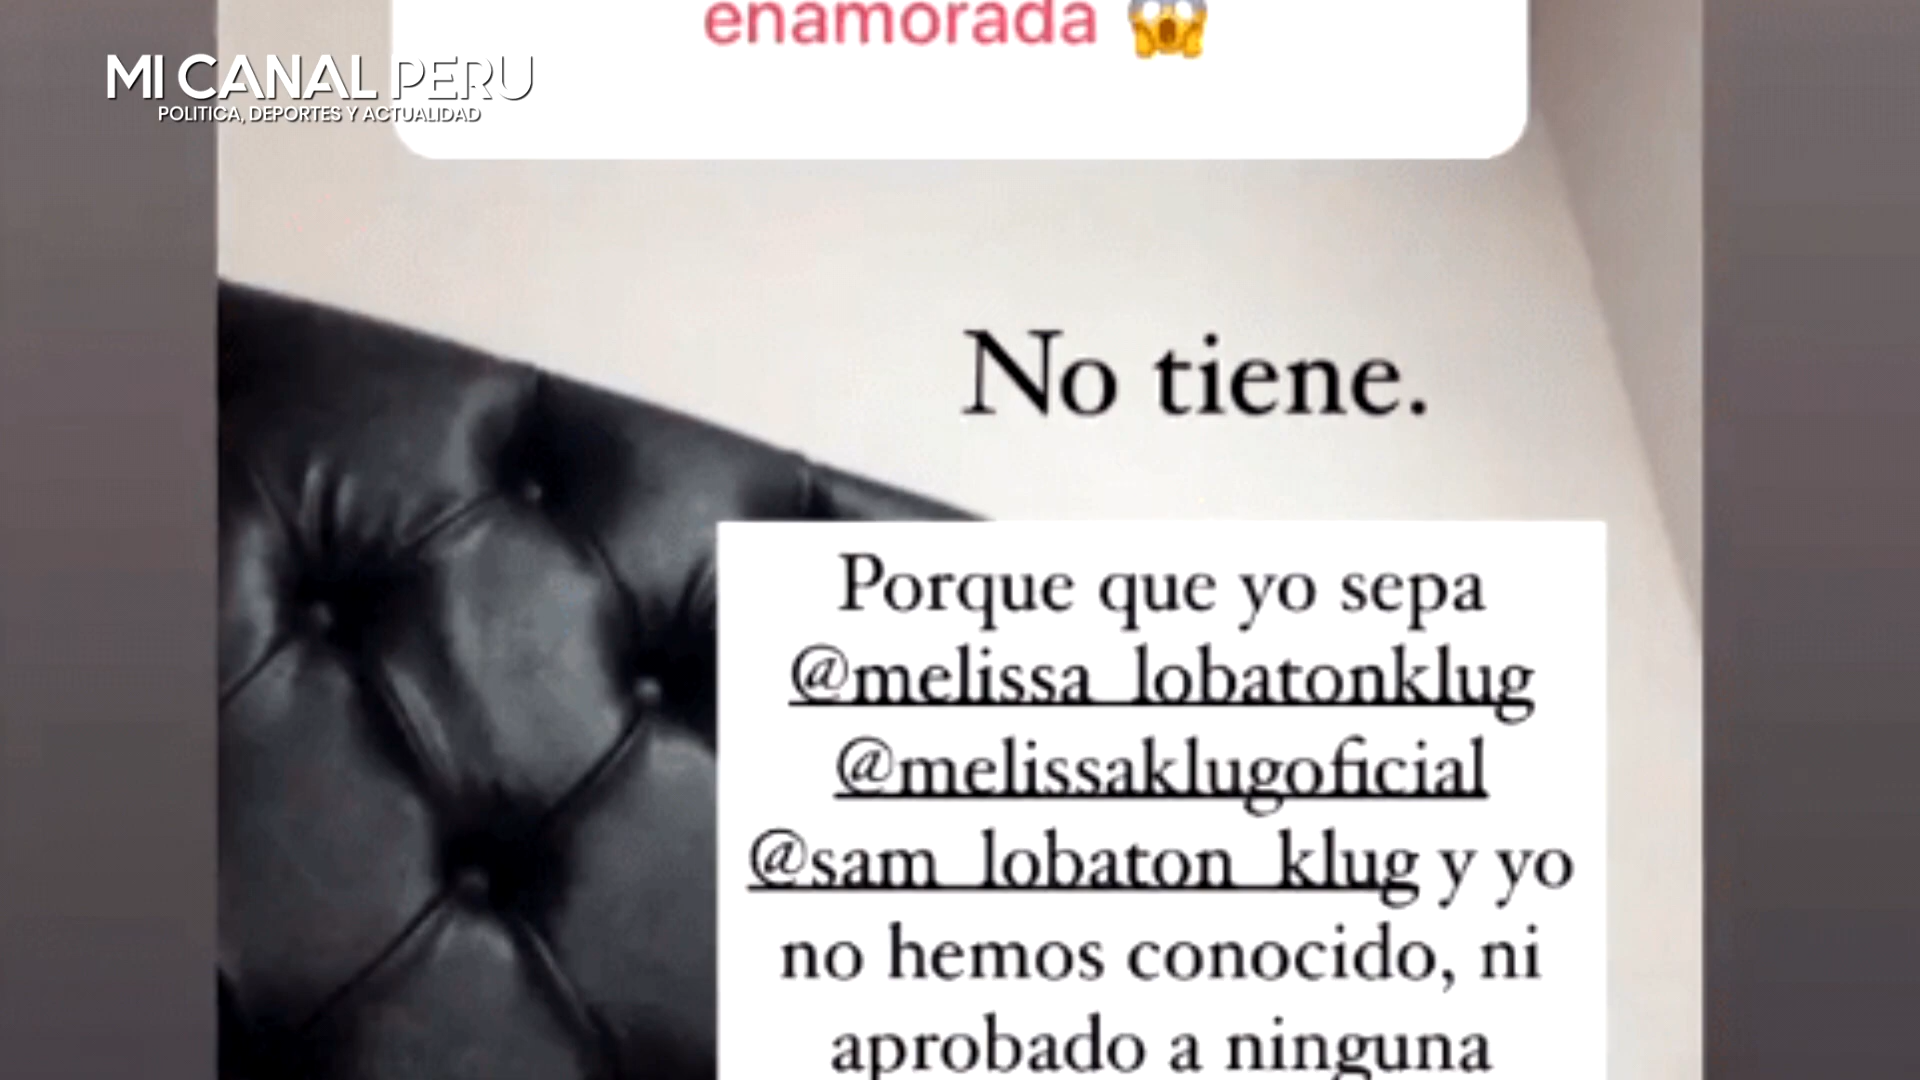 enamorada 😱
MI CANAL PERU
POLITICA, DEPORTES Y ACTUALIDAD
No tiene.
Porque que yo sepa
@melissa_lobatonklug
@melissaklugoficial
@sam_lobaton_klug y yo
no hemos conocido, ni
aprobado a ninguna